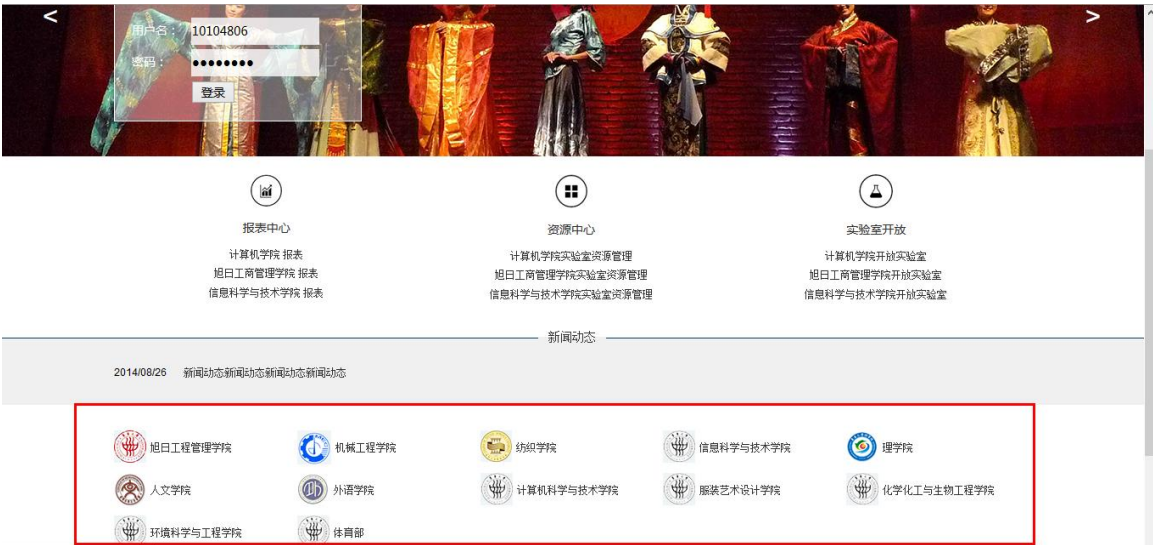 <
>
用户名：
10104806
密码：
●●●●●●●●
登录
报表中心
计算机学院 报表
旭日工商管理学院 报表
信息科学与技术学院 报表
资源中心
计算机学院实验室资源管理
旭日工商管理学院实验室资源管理
信息科学与技术学院实验室资源管理
实验室开放
计算机学院开放实验室
旭日工商管理学院开放实验室
信息科学与技术学院开放实验室
新闻动态
2014/08/26 新闻动态新闻动态新闻动态新闻动态
旭日工程管理学院 机械工程学院 纺织学院 信息科学与技术学院 理学院
人文学院 外语学院 计算机科学与技术学院 服装艺术设计学院 化学化工与生物工程学院
环境科学与工程学院 体育部